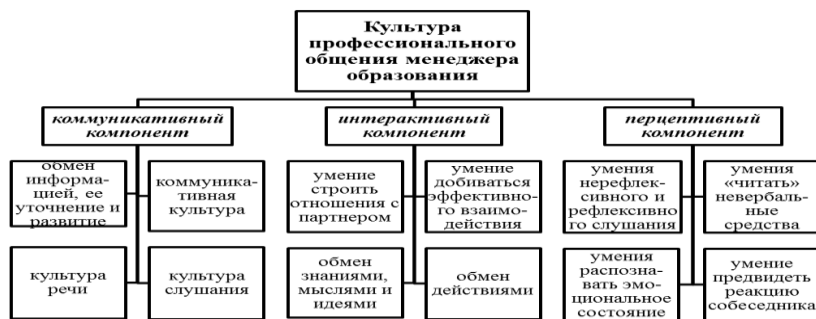 Культура
профессионального
общения менеджера
образования
коммуникативный
компонент
интерактивный
компонент
перцептивный
компонент
обмен
информа-
цией, ее
уточнение и
развитие
коммуника-
тивная
культура
умение
строить
отношения с
партнером
умение
добиваться
эффективно-
го взаимо-
действия
умения
нерефлек-
сивного и
рефлексивно
го слушания
умения
«читать»
невербаль-
ные
средства
культура
речи
культура
слушания
обмен
знаниями,
мыслями и
идеями
обмен
действиями
умения
распозна-
вать эмо-
циональное
состояние
умение
предвидеть
реакцию
собеседника